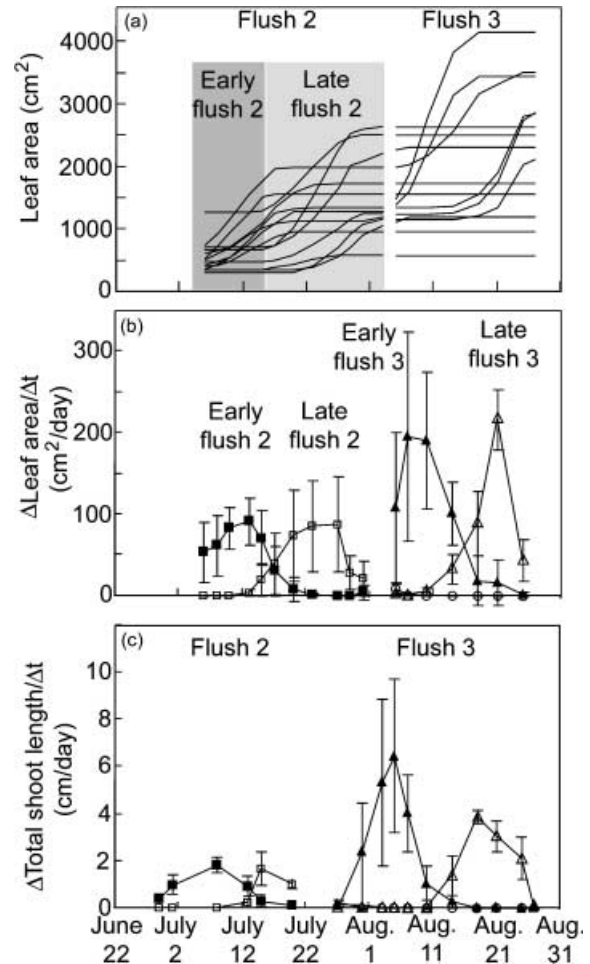 (a)
Flush 2
Flush 3
Leaf area (cm²)
4000
3000
2000
1000
0
Early
flush 2
Late
flush 2
(b)
ΔLeaf area/Δt
(cm²/day)
300
200
100
0
Early
flush 2
Late
flush 2
Early
flush 3
Late
flush 3
(c)
Flush 2
Flush 3
ΔTotal shoot length/Δt
(cm/day)
10
8
6
4
2
0
June July July July Aug. Aug. Aug. Aug.
22 2 12 22 1 11 21 31